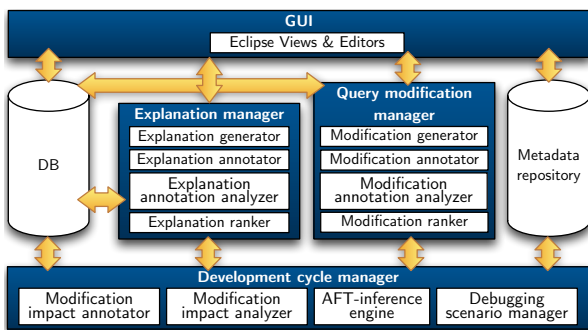 GUI
Eclipse Views & Editors
DB
Explanation manager
Explanation generator
Explanation annotator
Explanation
annotation analyzer
Explanation ranker
Query modification
manager
Modification generator
Modification annotator
Modification
annotation analyzer
Modification ranker
Metadata
repository
Development cycle manager
Modification
impact annotator
Modification
impact analyzer
AFT-inference
engine
Debugging
scenario manager